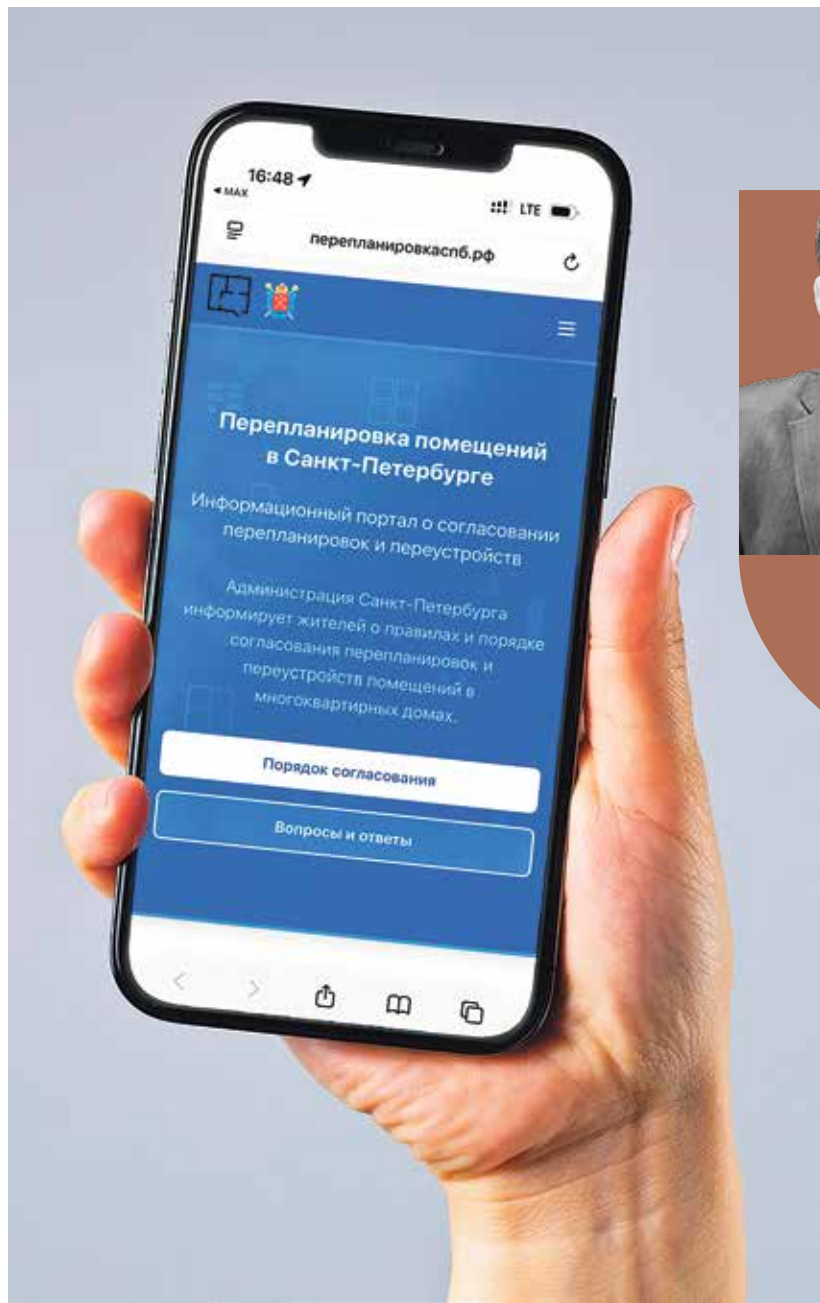 16:48
◀ MAX
LTE
перепланировкаспб.рф
Перепланировка помещений
в Санкт-Петербурге
Информационный портал о согласовании
перепланировок и переустройств
Администрация Санкт-Петербурга
информирует жителей о правилах и порядке
согласования перепланировок и
переустройств помещений в
многоквартирных домах.
Порядок согласования
Вопросы и ответы